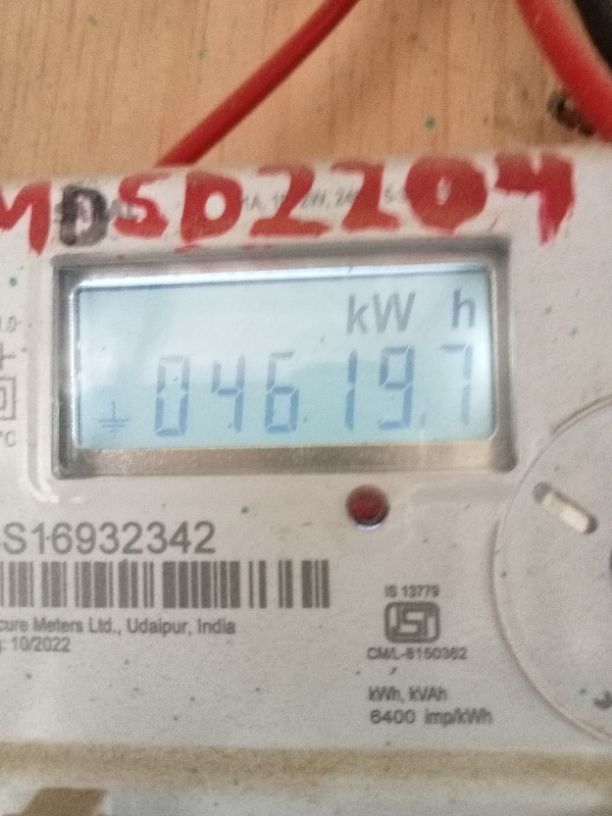 MDSD2204
kW h
04619.7
S16932342
cure Meters Ltd., Udaipur, India
: 10/2022
IS 13779
CM/L-8150362
kWh, kVAh
6400 imp/kWh